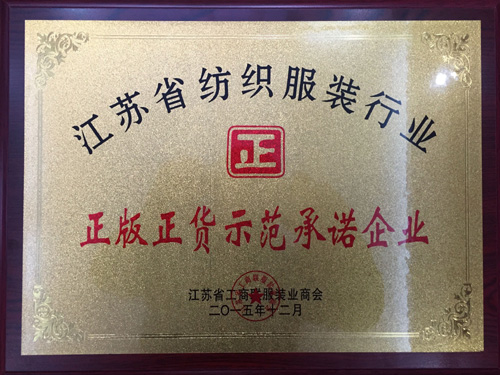 江苏省纺织服装行业
正
正版正货示范承诺企业
江苏省工商联服装业商会
二〇一五年十二月